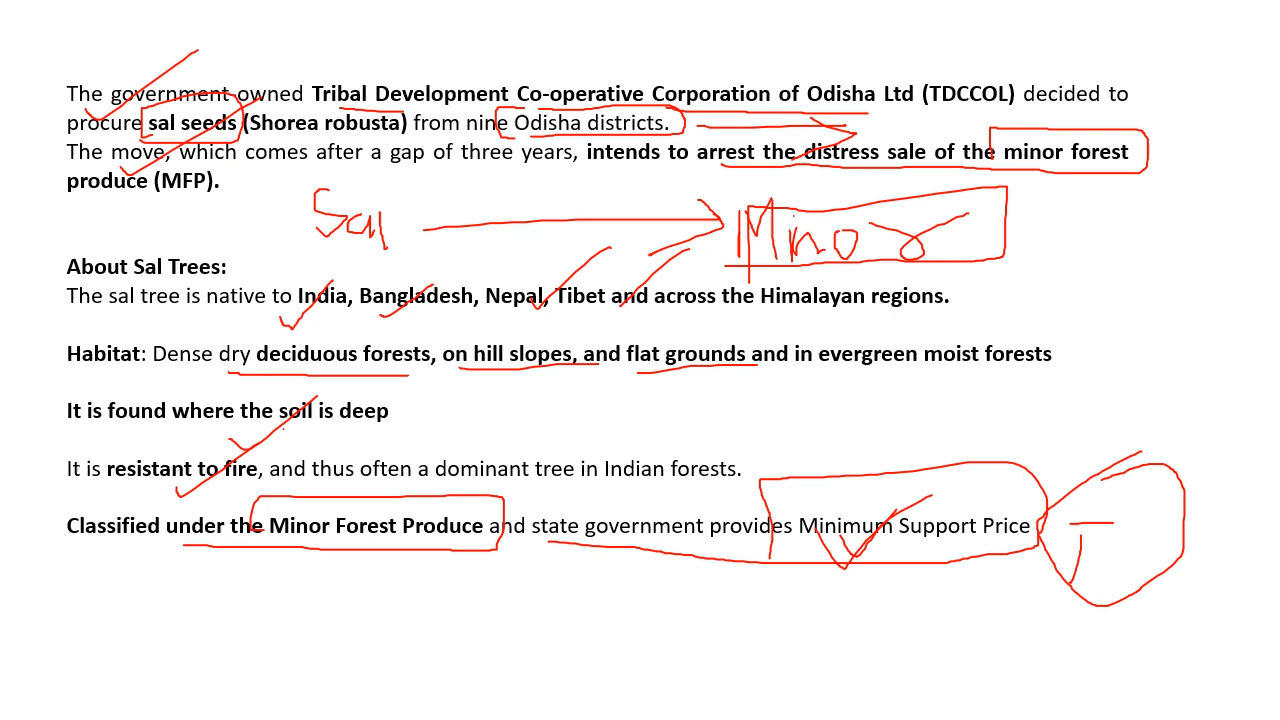 The government owned Tribal Development Co-operative Corporation of Odisha Ltd (TDCCOL) decided to
procure sal seeds (Shorea robusta) from nine Odisha districts.
The move, which comes after a gap of three years, intends to arrest the distress sale of the minor forest
produce (MFP).
Sal Minor
About Sal Trees:
The sal tree is native to India, Bangladesh, Nepal, Tibet and across the Himalayan regions.
Habitat: Dense dry deciduous forests, on hill slopes, and flat grounds and in evergreen moist forests
It is found where the soil is deep
It is resistant to fire, and thus often a dominant tree in Indian forests.
Classified under the Minor Forest Produce and state government provides Minimum Support Price